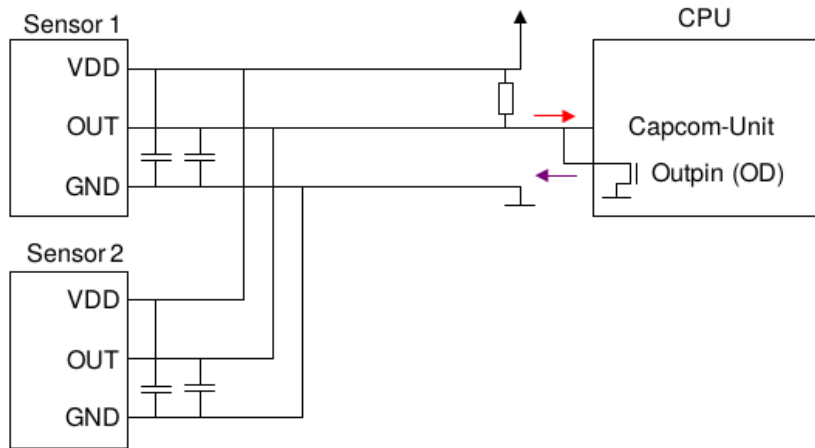 Sensor 1
CPU
VDD
OUT
Capcom-Unit
GND
Outpin (OD)
Sensor 2
VDD
OUT
GND